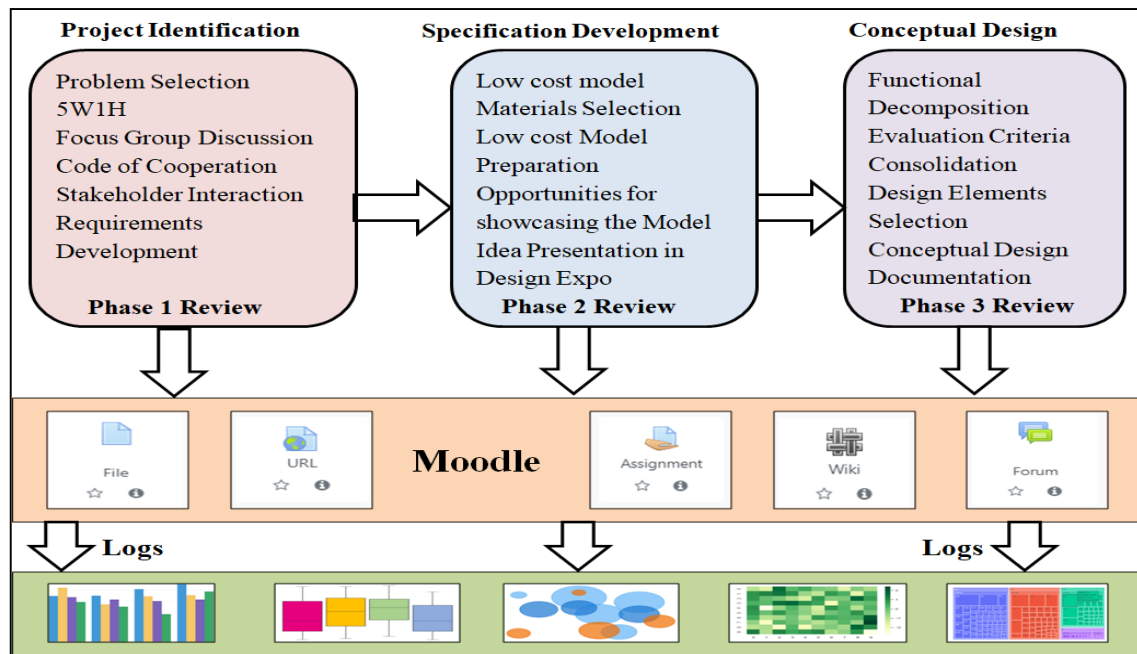 Project Identification
Problem Selection
5W1H
Focus Group Discussion
Code of Cooperation
Stakeholder Interaction
Requirements
Development
Phase 1 Review
Specification Development
Low cost model
Materials Selection
Low cost Model
Preparation
Opportunities for
showcasing the Model
Idea Presentation in
Design Expo
Phase 2 Review
Conceptual Design
Functional
Decomposition
Evaluation Criteria
Consolidation
Design Elements
Selection
Conceptual Design
Documentation
Phase 3 Review
File
URL
Moodle
Assignment
Wiki
Forum
Logs
Logs